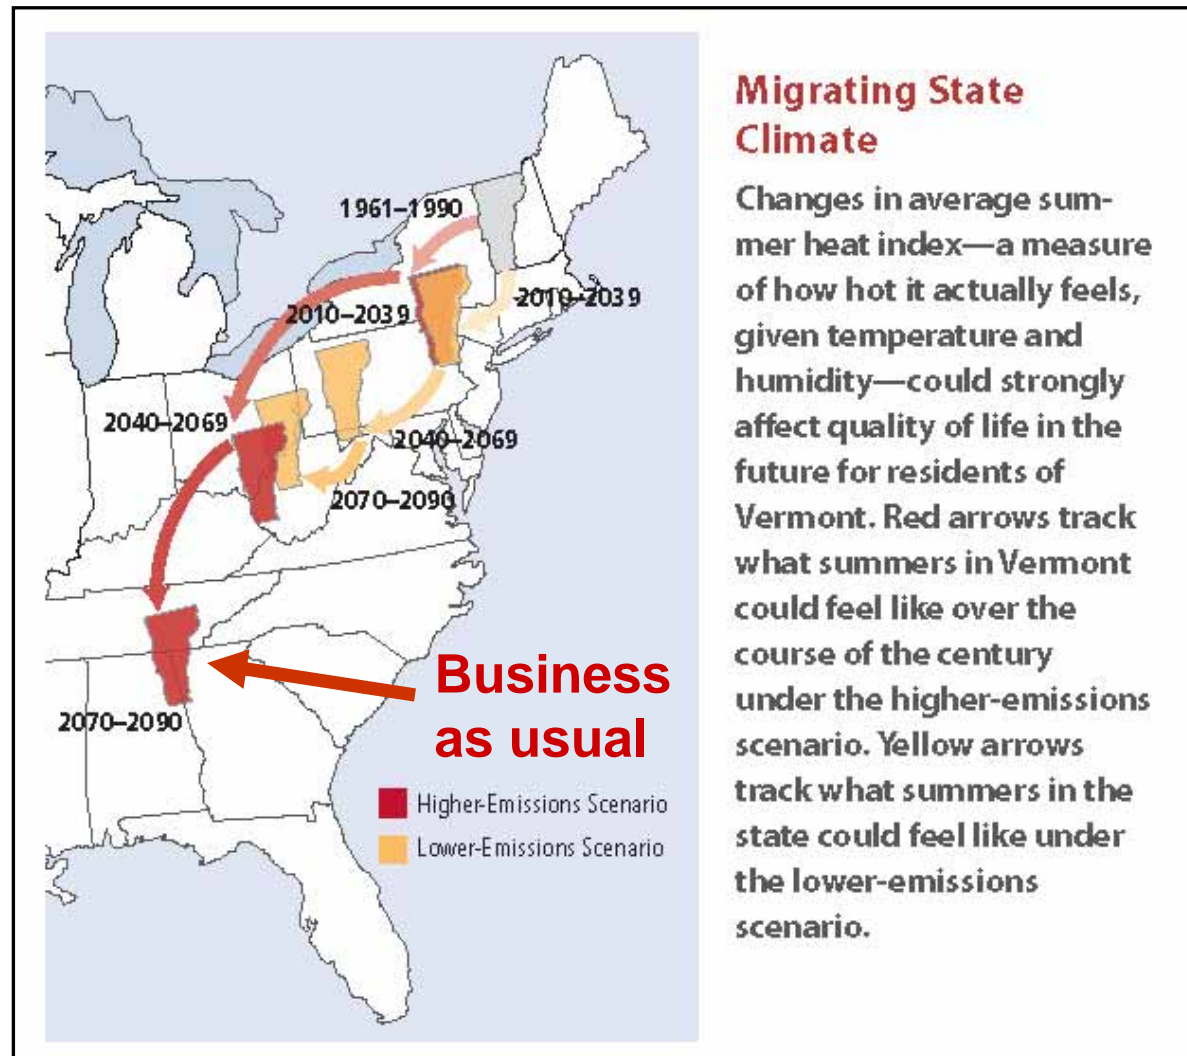 1961–1990
2010–2039
2010–2039
2040–2069
2040–2069
2070–2090
2070–2090
Business
as usual
Higher-Emissions Scenario
Lower-Emissions Scenario
Migrating State
Climate
Changes in average sum-
mer heat index—a measure
of how hot it actually feels,
given temperature and
humidity—could strongly
affect quality of life in the
future for residents of
Vermont. Red arrows track
what summers in Vermont
could feel like over the
course of the century
under the higher-emissions
scenario. Yellow arrows
track what summers in the
state could feel like under
the lower-emissions
scenario.